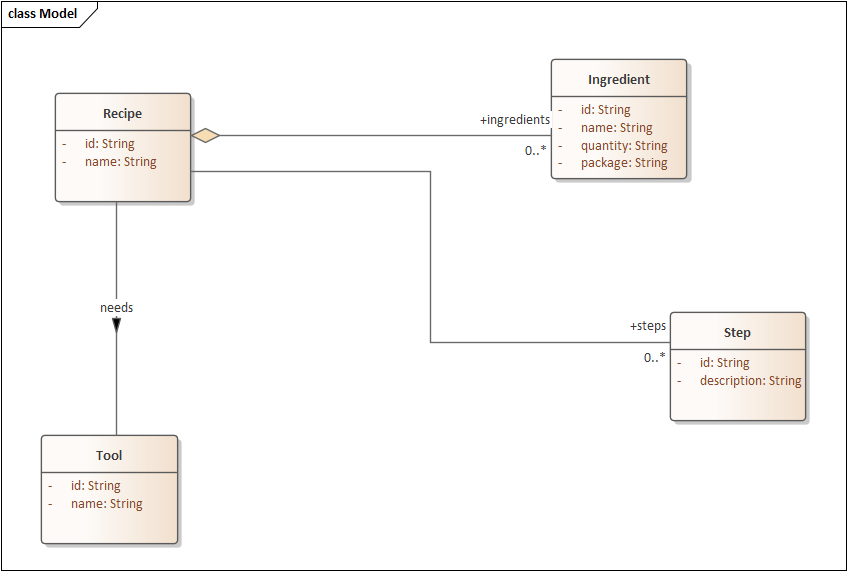 class Model
Recipe
- id: String
- name: String
+ingredients
0..*
Ingredient
- id: String
- name: String
- quantity: String
- package: String
needs
+steps
0..*
Step
- id: String
- description: String
Tool
- id: String
- name: String